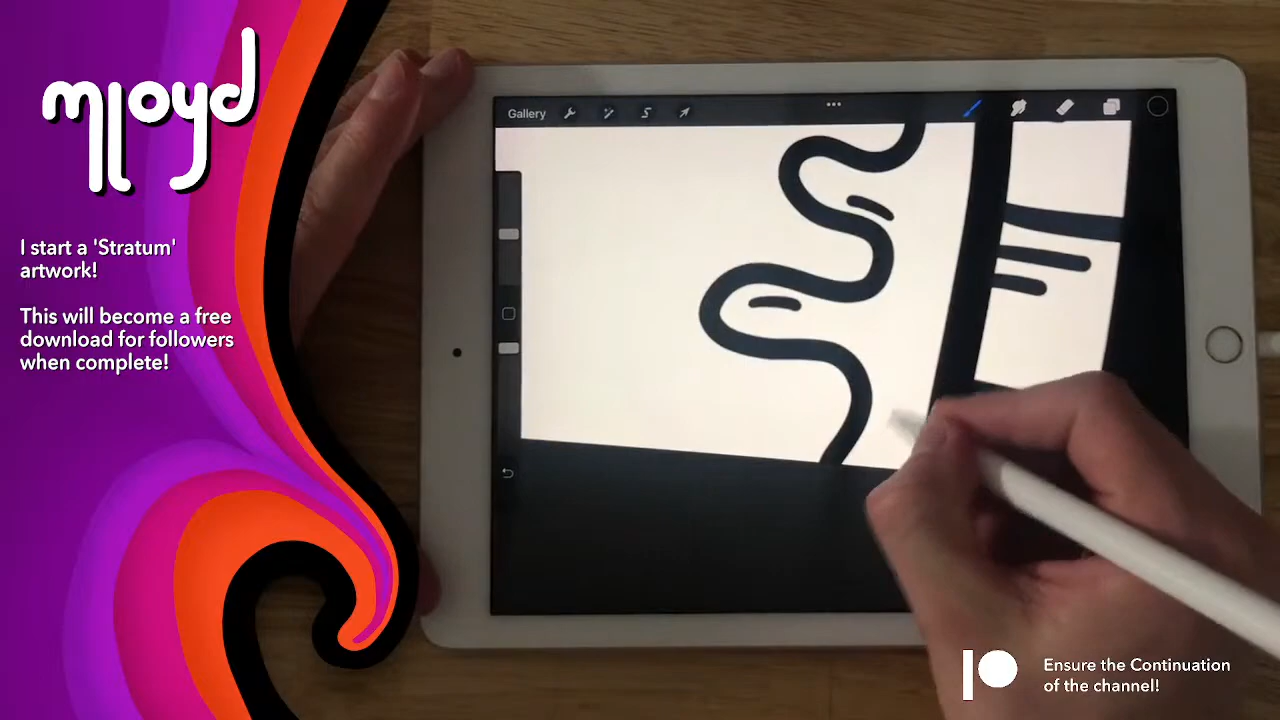 mloyd
I start a 'Stratum'
artwork!
This will become a free
download for followers
when complete!
Gallery
Ensure the Continuation
of the channel!